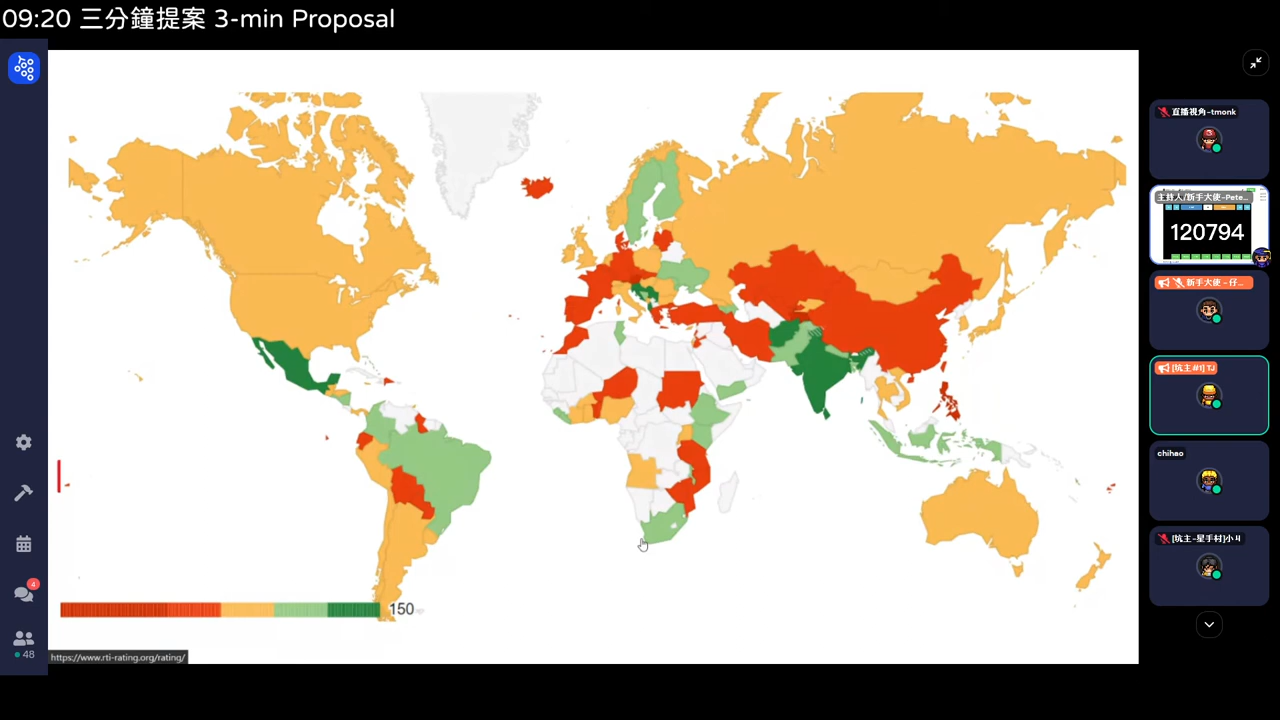 09:20 三分鐘提案 3-min Proposal
直播視角-tmonk
主持人/新手大使-Pete...
120794
新手大使 - 仔...
[坑主#1] TJ
chihao
[坑主-星手村]小丩
4
48
150
https://www.rti-rating.org/rating/